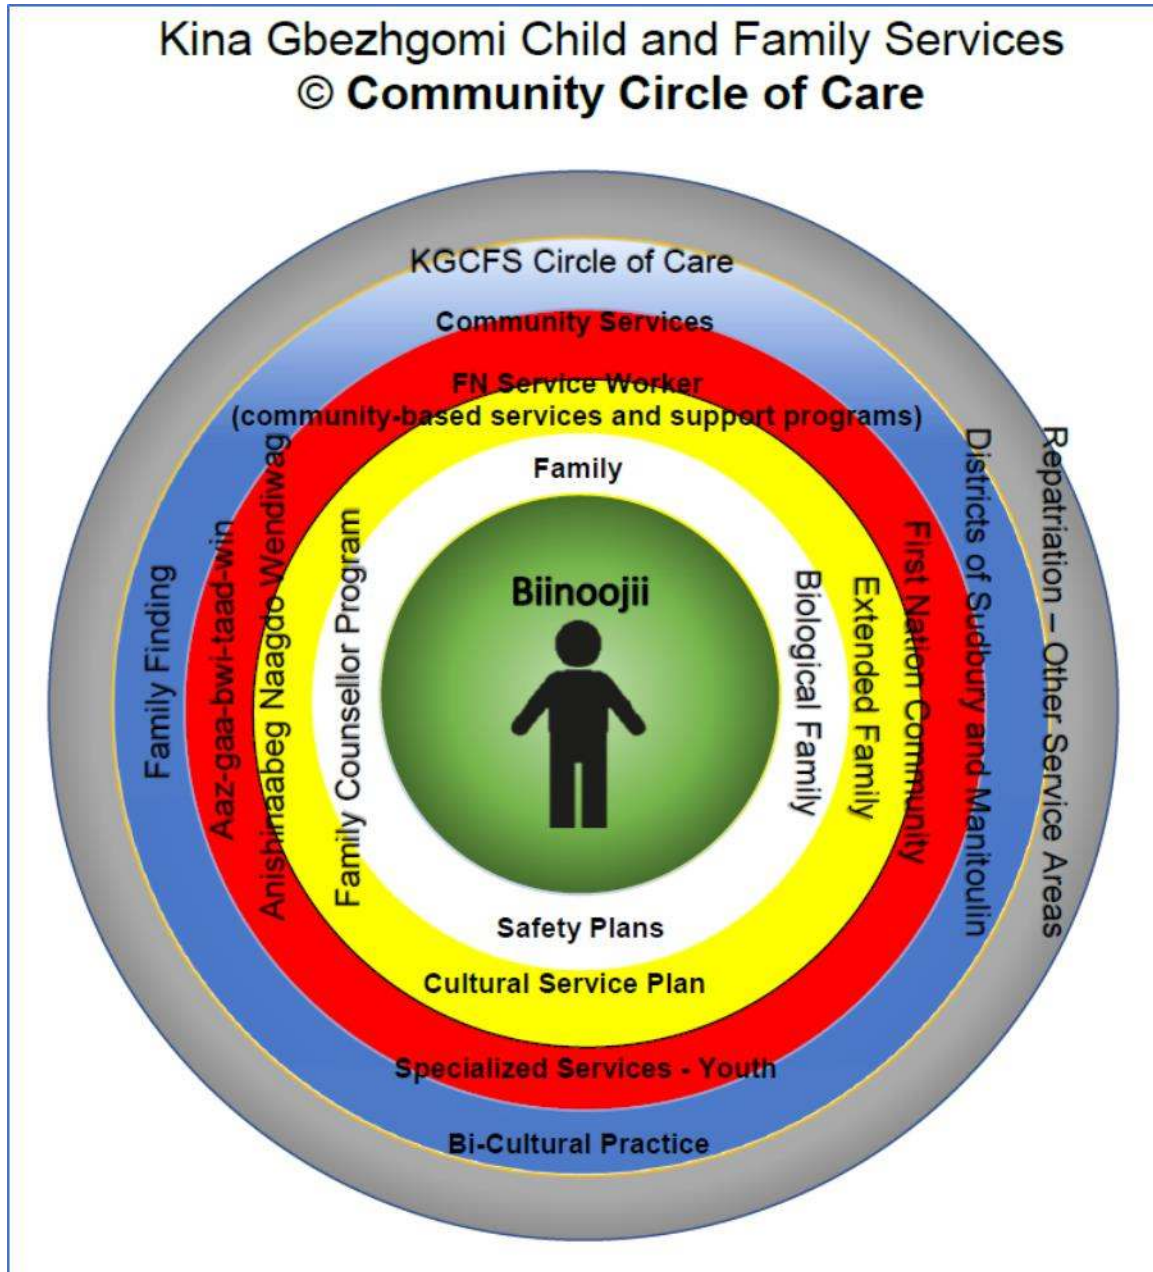 Kina Gbezhgomi Child and Family Services
© Community Circle of Care
KGCFS Circle of Care
Community Services
FN Service Worker
(community-based services and support programs)
Family
Biinoojii
Family Finding
Aaz-gaa-bwi-taad-win
Anishinaabeg Naagdo Wendiwag
Family Counsellor Program
Biological Family
Extended Family
First Nation Community
Districts of Sudbury and Manitoulin
Repatriation – Other Service Areas
Safety Plans
Cultural Service Plan
Specialized Services - Youth
Bi-Cultural Practice